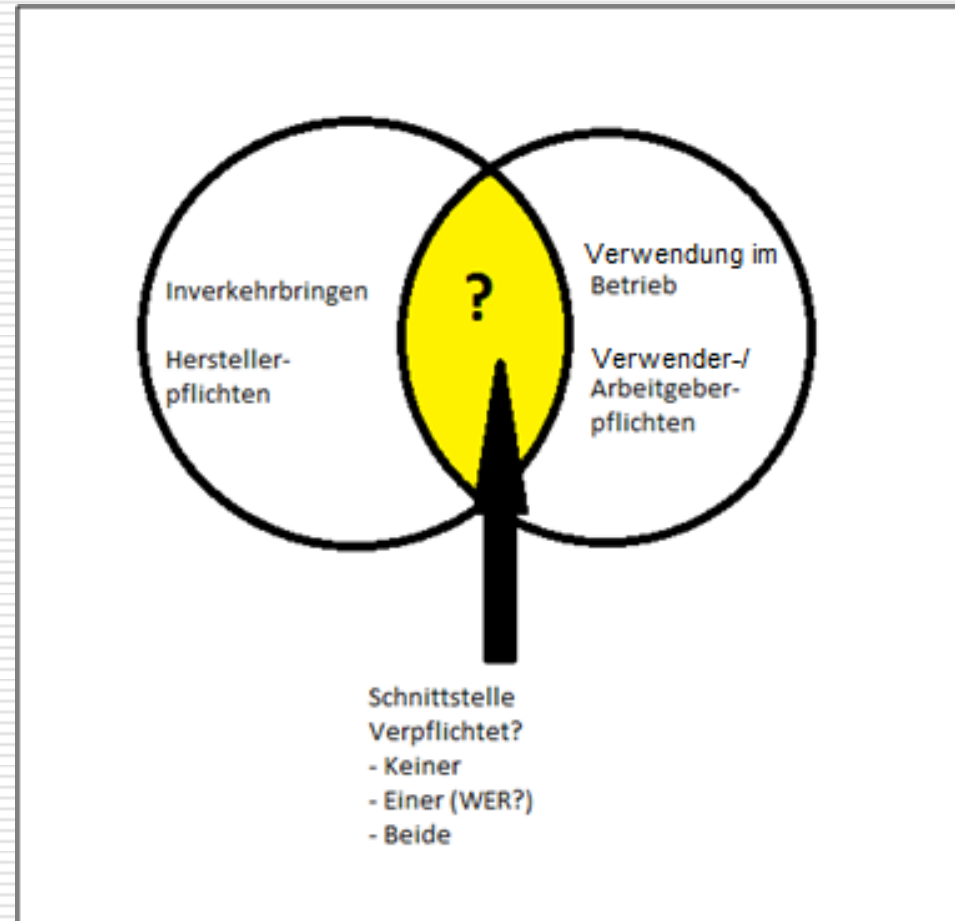 Inverkehrbringen
Hersteller-
pflichten
?
Verwendung im
Betrieb
Verwender-/
Arbeitgeber-
pflichten
Schnittstelle
Verpflichtet?
- Keiner
- Einer (WER?)
- Beide